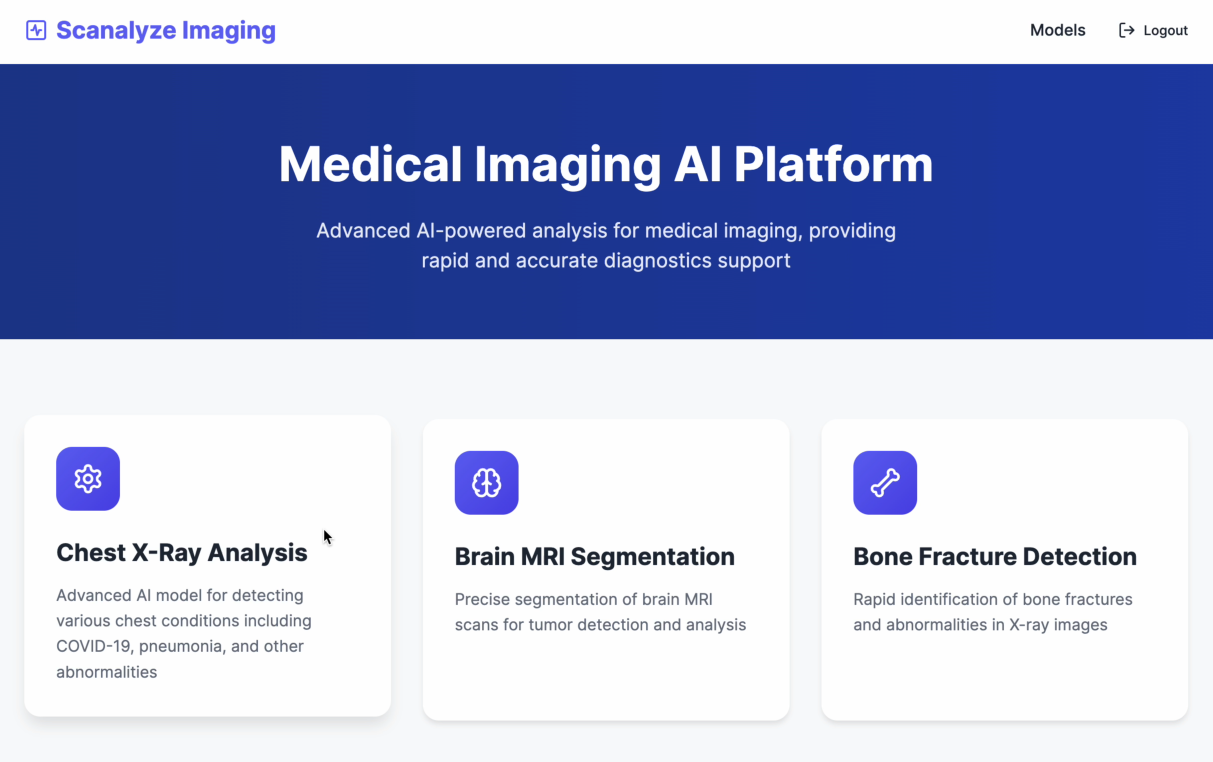 Scanalyze Imaging
Models
Logout
Medical Imaging AI Platform
Advanced AI-powered analysis for medical imaging, providing
rapid and accurate diagnostics support
Chest X-Ray Analysis
Advanced AI model for detecting
various chest conditions including
COVID-19, pneumonia, and other
abnormalities
Brain MRI Segmentation
Precise segmentation of brain MRI
scans for tumor detection and analysis
Bone Fracture Detection
Rapid identification of bone fractures
and abnormalities in X-ray images